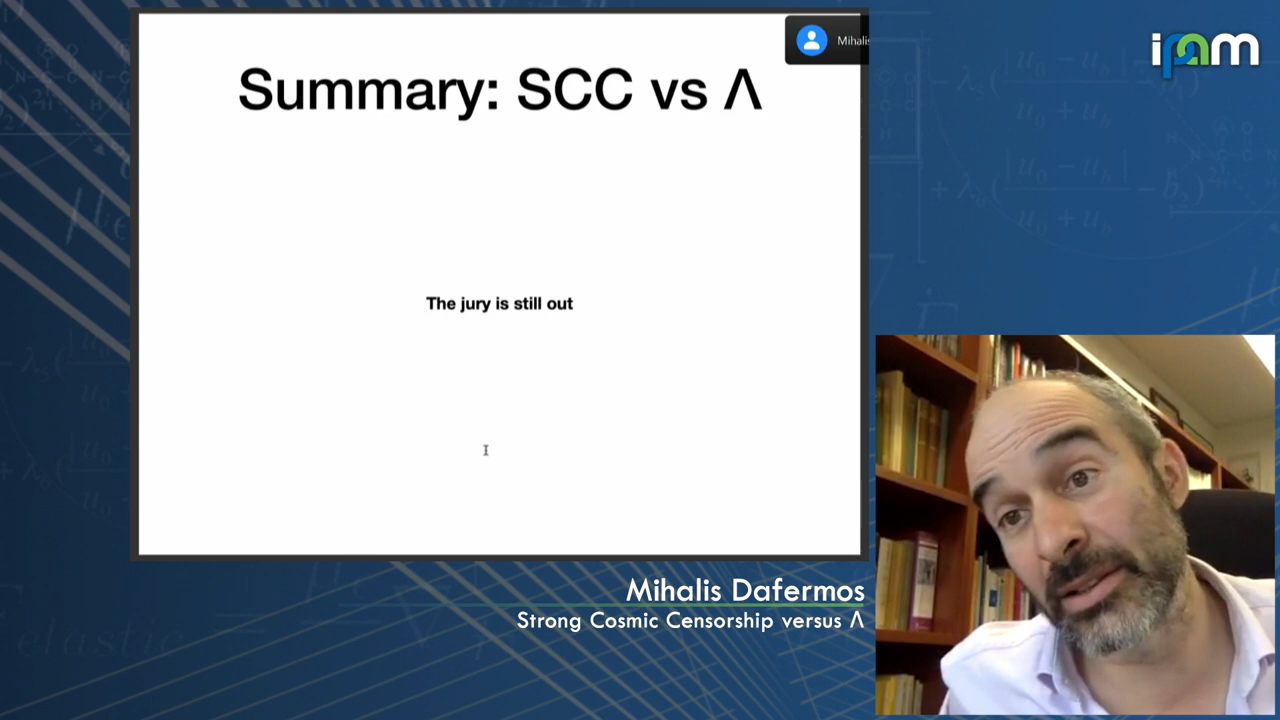 Summary: SCC vs Λ
Mihalis
ipam
The jury is still out
Mihalis Dafermos
Strong Cosmic Censorship versus Λ